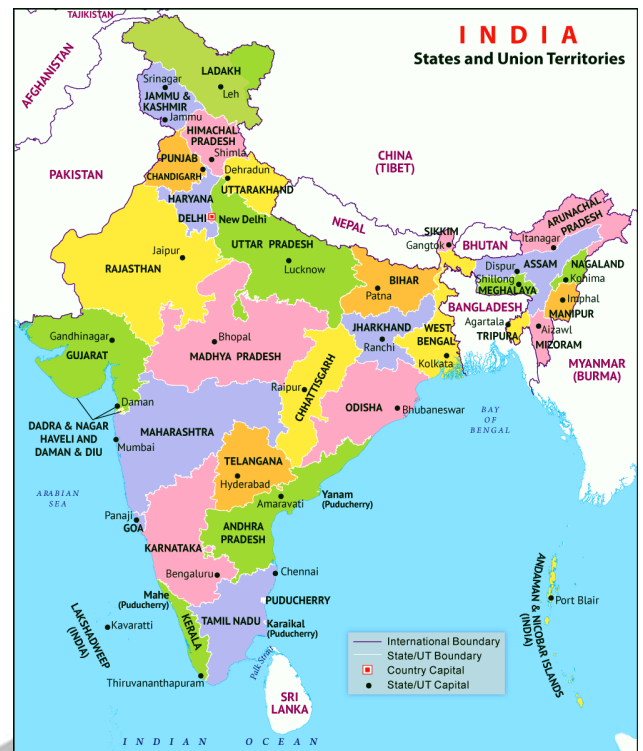 INDIA
States and Union Territories
TAJIKISTAN
AFGHANISTAN
PAKISTAN
CHINA
(TIBET)
NEPAL
BHUTAN
BANGLADESH
MYANMAR
(BURMA)
SRI
LANKA
LADAKH
Leh
Srinagar
JAMMU &
KASHMIR
Jammu
HIMACHAL
PRADESH
Shimla
PUNJAB
CHANDIGARH
Dehradun
UTTARAKHAND
HARYANA
DELHI
New Delhi
RAJASTHAN
Jaipur
UTTAR PRADESH
Lucknow
BIHAR
Patna
SIKKIM
Gangtok
ARUNACHAL
PRADESH
Itanagar
ASSAM
Dispur
NAGALAND
Kohima
Shillong
MEGHALAYA
Imphal
MANIPUR
Agartala
TRIPURA
Aizawl
MIZORAM
WEST
BENGAL
Kolkata
JHARKHAND
Ranchi
Gandhinagar
GUJARAT
Bhopal
MADHYA PRADESH
Raipur
CHHATTISGARH
ODISHA
Bhubaneswar
Daman
DADRA & NAGAR
HAVELI AND
DAMAN & DIU
MAHARASHTRA
Mumbai
TELANGANA
Hyderabad
Amaravati
Yanam
(Puducherry)
ANDHRA
PRADESH
Panaji
GOA
KARNATAKA
Bengaluru
Chennai
Mahe
(Puducherry)
PUDUCHERRY
TAMIL NADU
Karaikal
(Puducherry)
KERALA
Thiruvananthapuram
LAKSHADWEEP
(INDIA)
Kavaratti
Palk Strait
ANDAMAN & NICOBAR ISLANDS
(INDIA)
Port Blair
BAY
OF
BENGAL
ARABIAN
SEA
INDIAN OCEAN
International Boundary
State/UT Boundary
Country Capital
State/UT Capital